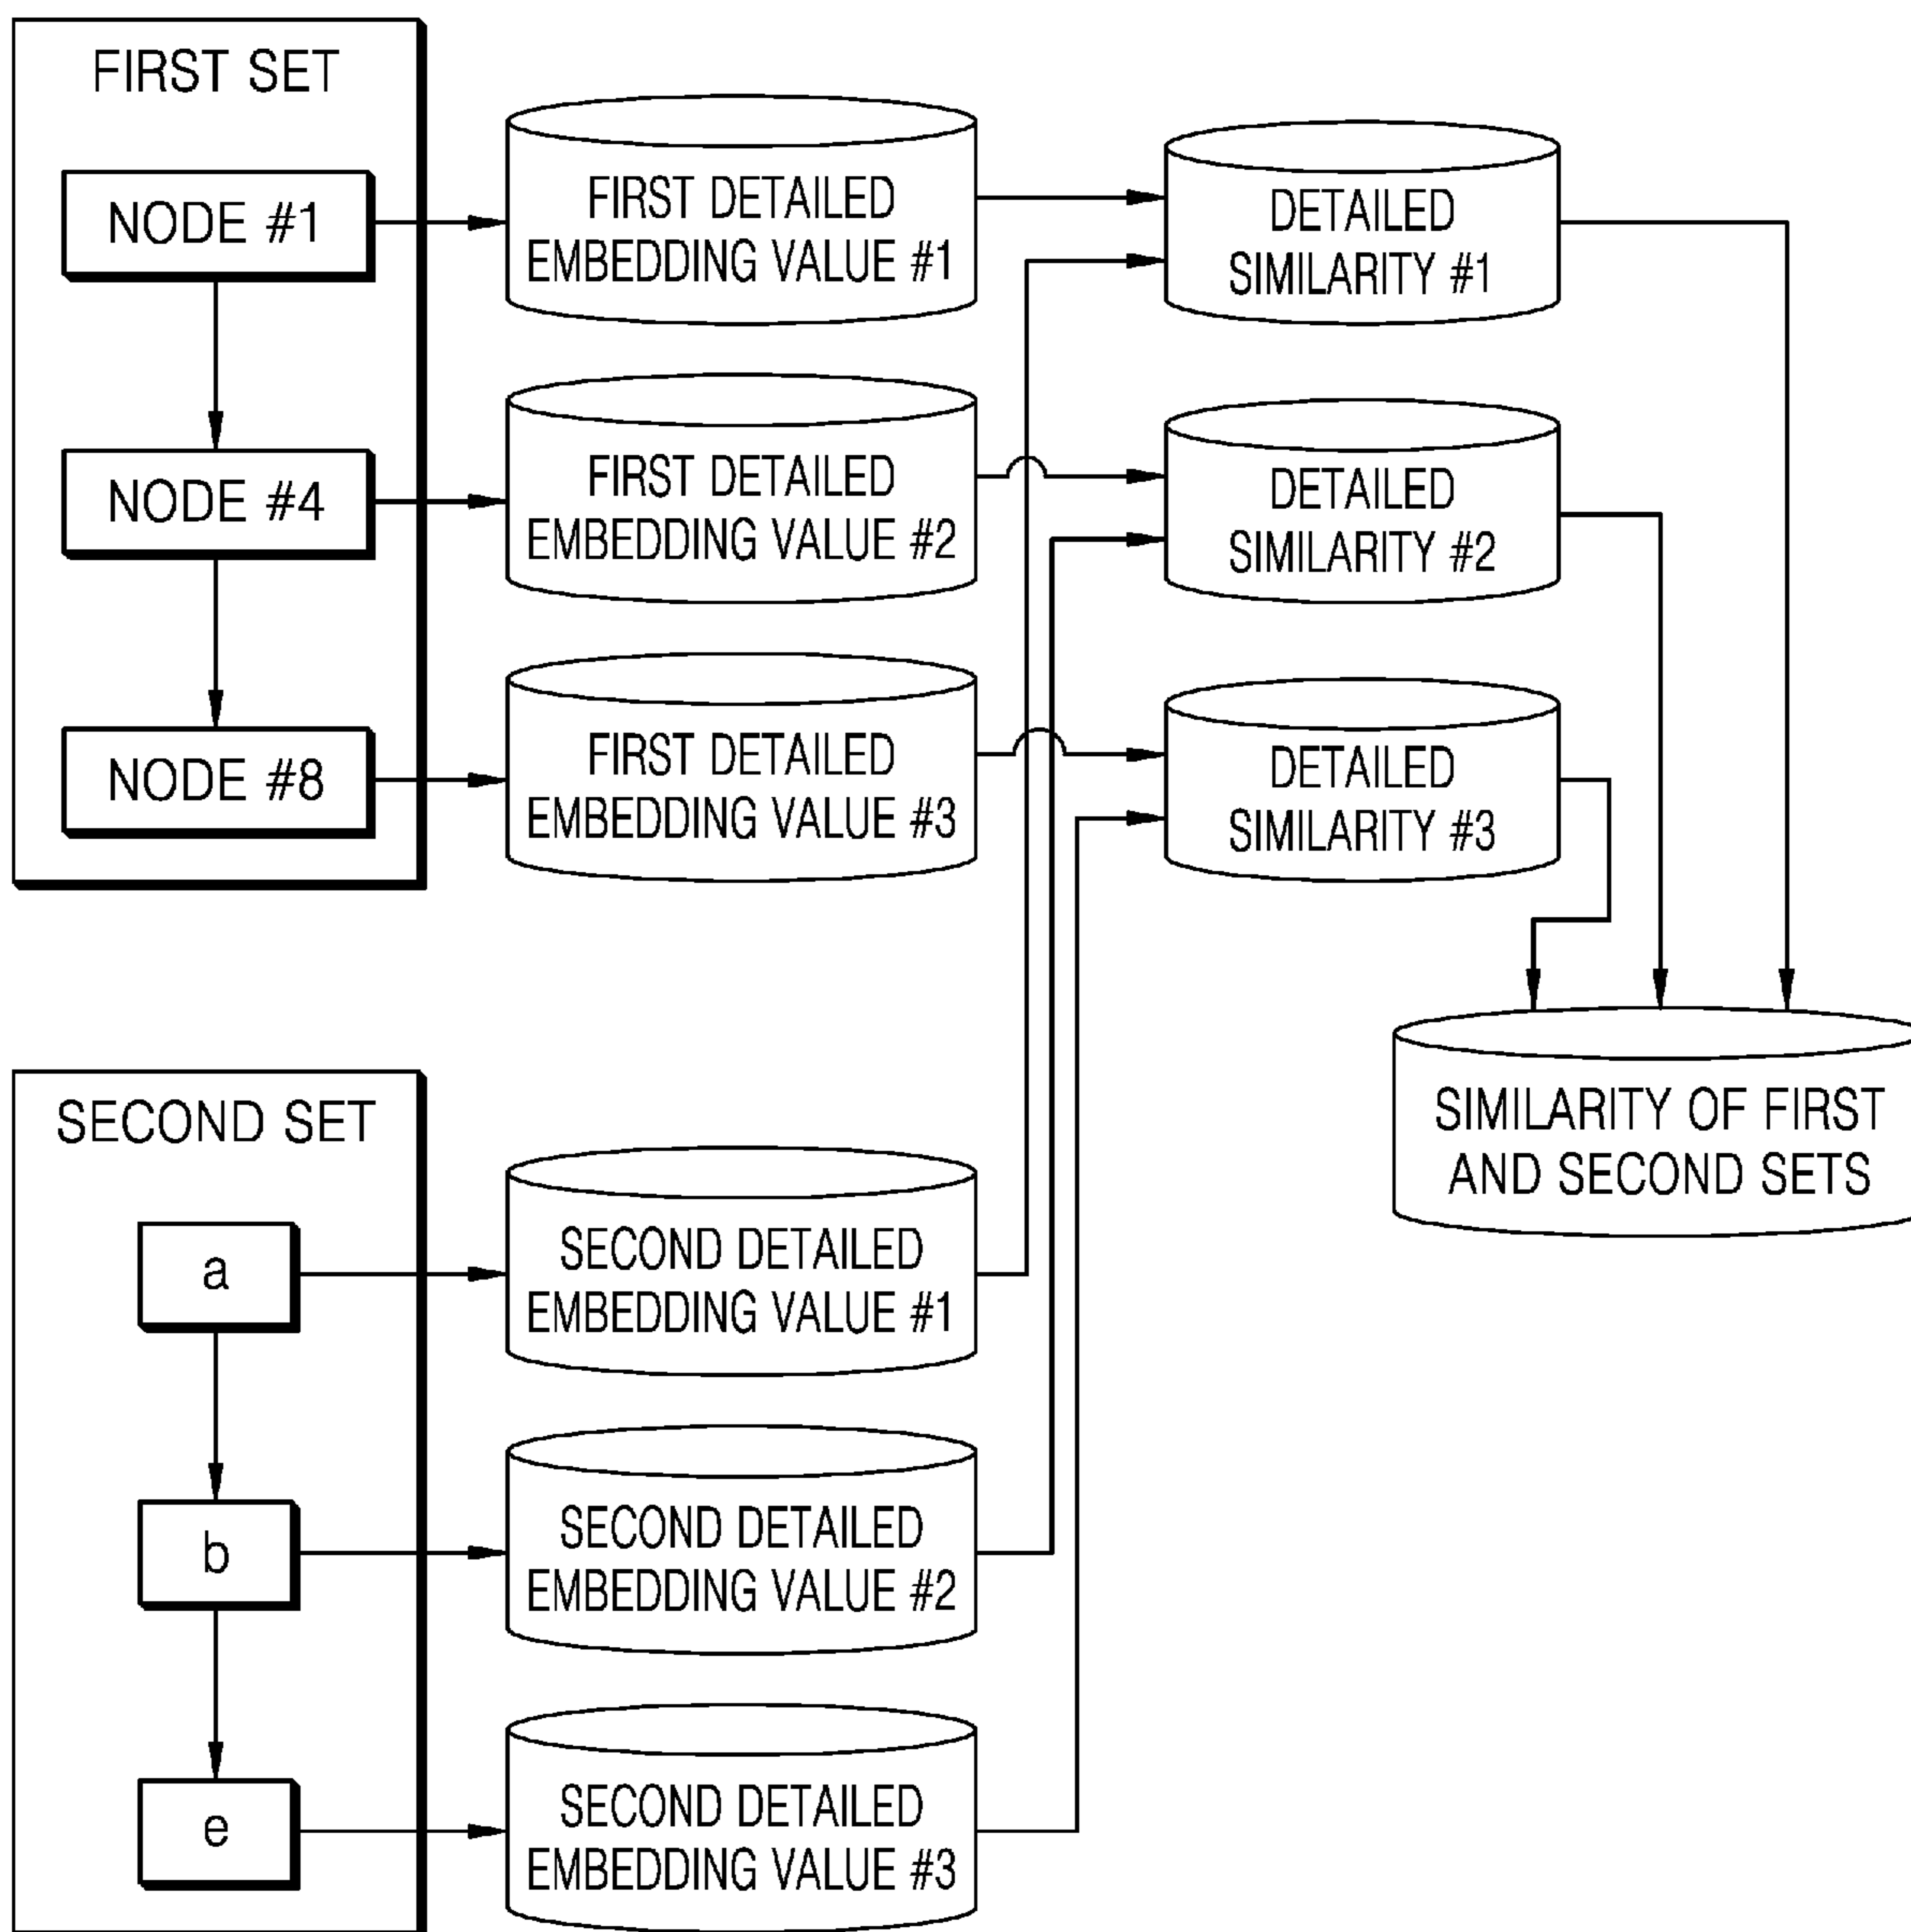 FIRST SET
NODE #1
NODE #4
NODE #8
FIRST DETAILED
EMBEDDING VALUE #1
FIRST DETAILED
EMBEDDING VALUE #2
FIRST DETAILED
EMBEDDING VALUE #3
DETAILED
SIMILARITY #1
DETAILED
SIMILARITY #2
DETAILED
SIMILARITY #3
SIMILARITY OF FIRST
AND SECOND SETS
SECOND SET
a
b
e
SECOND DETAILED
EMBEDDING VALUE #1
SECOND DETAILED
EMBEDDING VALUE #2
SECOND DETAILED
EMBEDDING VALUE #3